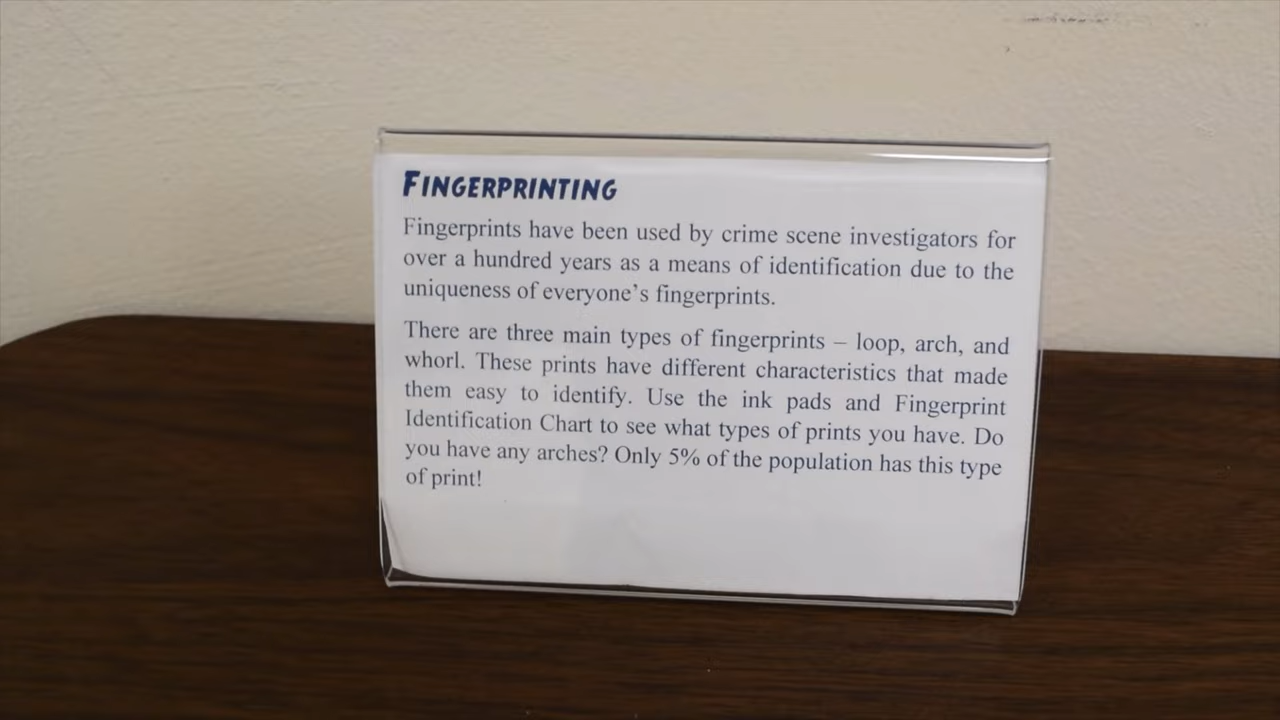 FINGERPRINTING
Fingerprints have been used by crime scene investigators for
over a hundred years as a means of identification due to the
uniqueness of everyone's fingerprints.
There are three main types of fingerprints – loop, arch, and
whorl. These prints have different characteristics that made
them easy to identify. Use the ink pads and Fingerprint
Identification Chart to see what types of prints you have. Do
you have any arches? Only 5% of the population has this type
of print!